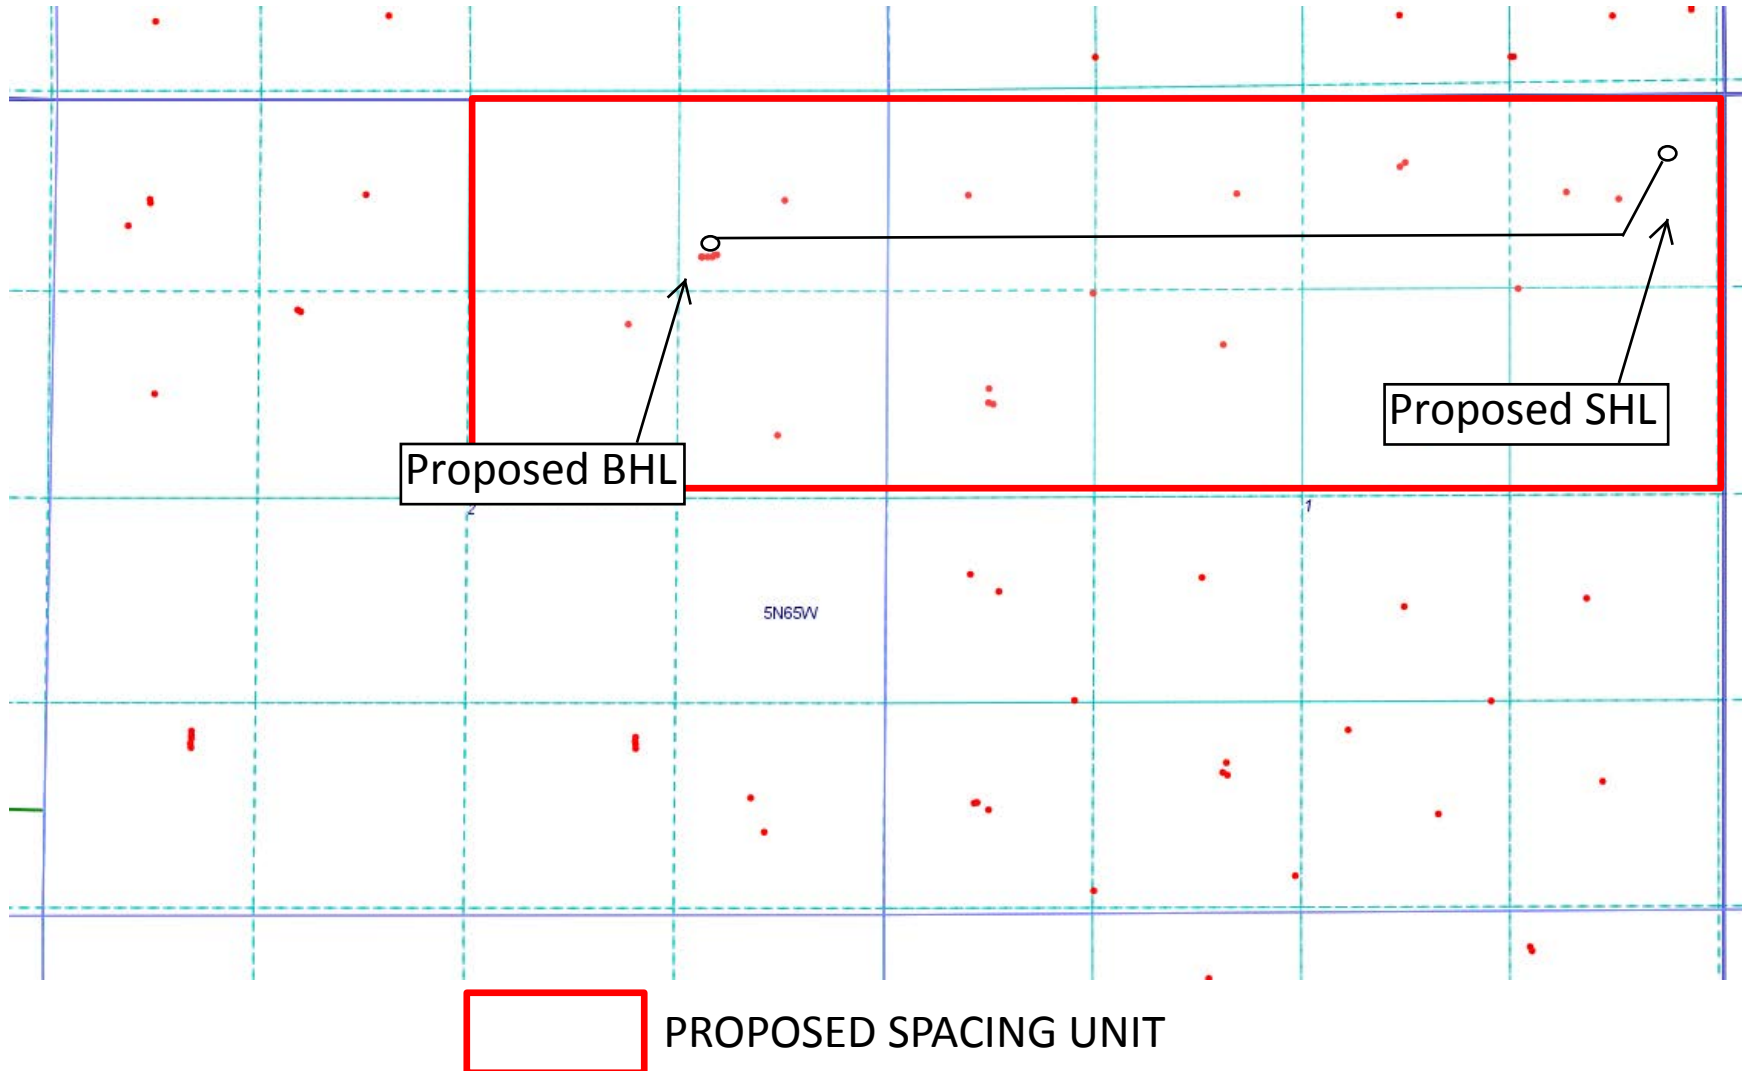 Proposed SHL
Proposed BHL
2
1
5N65W
PROPOSED SPACING UNIT